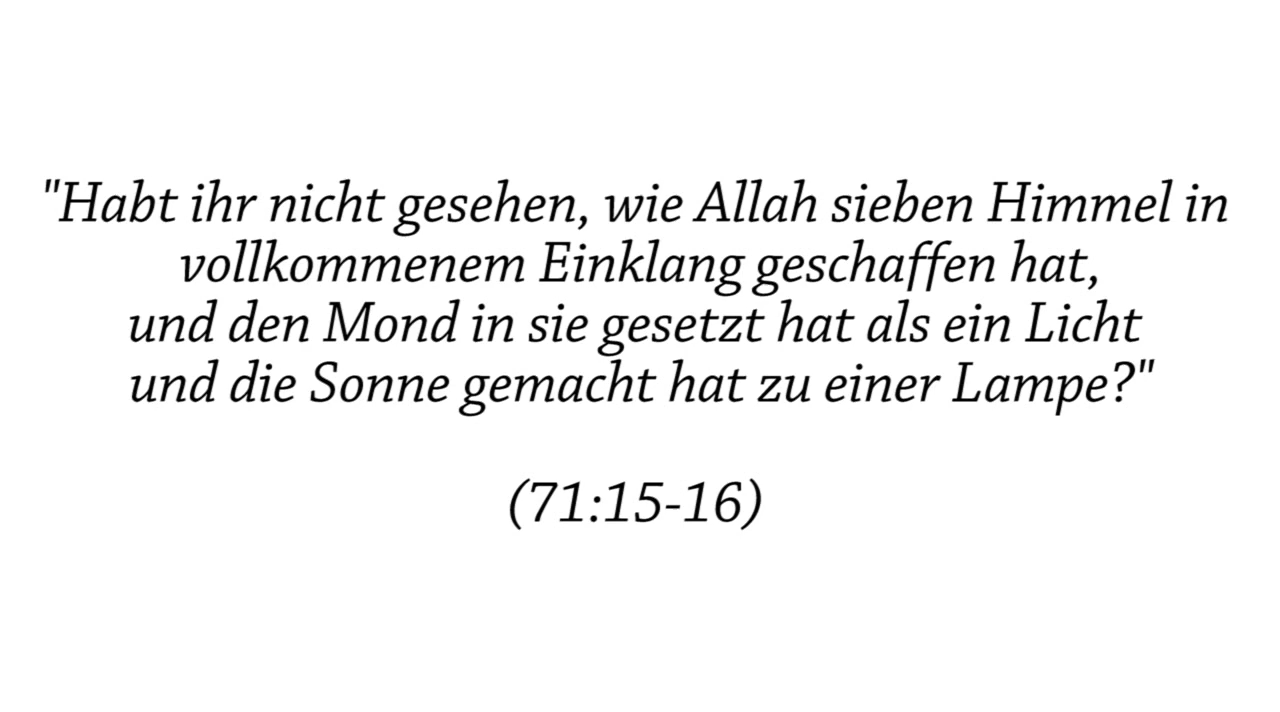 "Habt ihr nicht gesehen, wie Allah sieben Himmel in
vollkommenem Einklang geschaffen hat,
und den Mond in sie gesetzt hat als ein Licht
und die Sonne gemacht hat zu einer Lampe?"
(71:15-16)